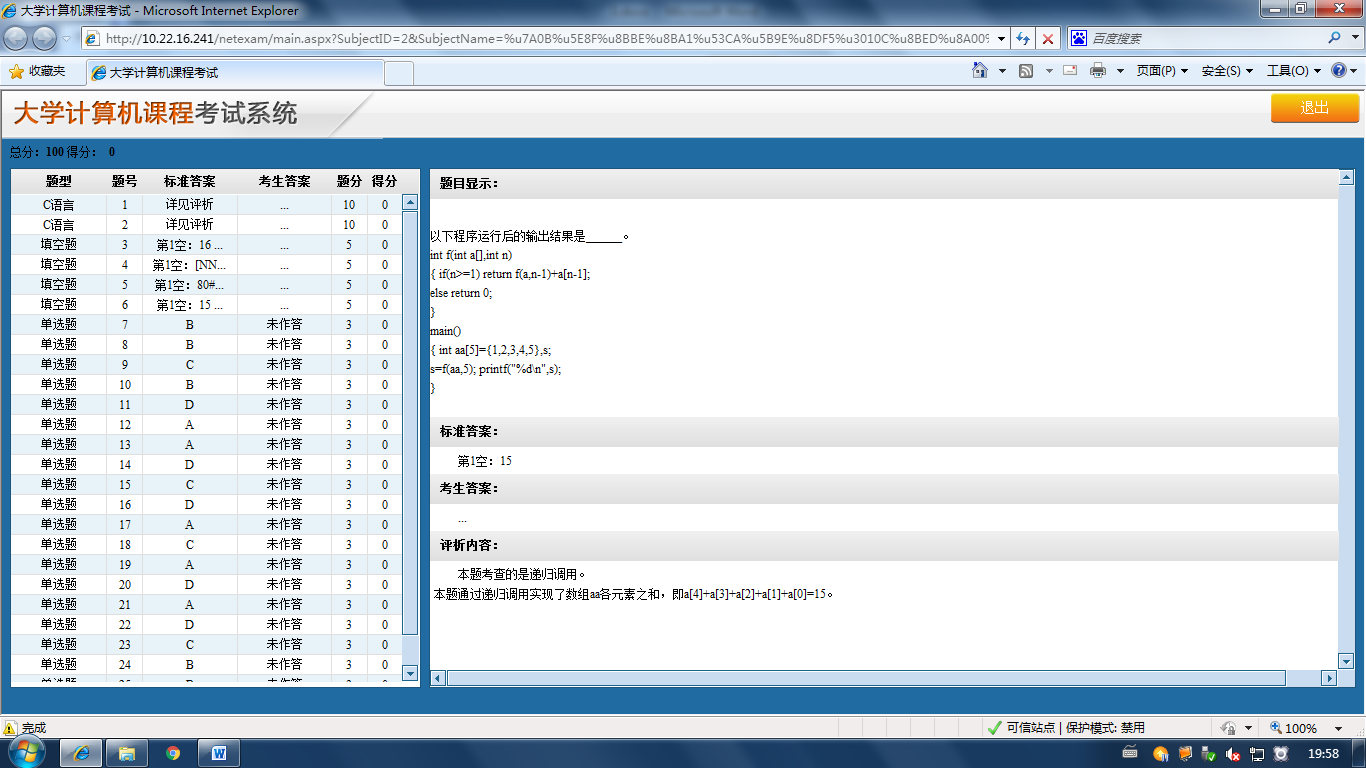 大学计算机课程考试 - Microsoft Internet Explorer
http://10.22.16.241/netexam/main.aspx?SubjectID=2&SubjectName=%u7A0B%u5E8F%u8BBE%u8BA1%u53CA%u5B9E%u8DF5%u3010C%u8BED%u8A00%
百度搜索
收藏夹
大学计算机课程考试
页面(P)
安全(S)
工具(O)
大学计算机课程考试系统
退出
总分：100 得分： 0
题型 题号 标准答案 考生答案 题分 得分
C语言 1 详见评析 ... 10 0
C语言 2 详见评析 ... 10 0
填空题 3 第1空：16 ... ... 5 0
填空题 4 第1空：[NN... ... 5 0
填空题 5 第1空：80#... ... 5 0
填空题 6 第1空：15 ... ... 5 0
单选题 7 B 未作答 3 0
单选题 8 B 未作答 3 0
单选题 9 C 未作答 3 0
单选题 10 B 未作答 3 0
单选题 11 D 未作答 3 0
单选题 12 A 未作答 3 0
单选题 13 A 未作答 3 0
单选题 14 D 未作答 3 0
单选题 15 C 未作答 3 0
单选题 16 D 未作答 3 0
单选题 17 A 未作答 3 0
单选题 18 C 未作答 3 0
单选题 19 A 未作答 3 0
单选题 20 D 未作答 3 0
单选题 21 A 未作答 3 0
单选题 22 D 未作答 3 0
单选题 23 C 未作答 3 0
单选题 24 B 未作答 3 0
题目显示：
以下程序运行后的输出结果是______。
int f(int a[],int n)
{ if(n>=1) return f(a,n-1)+a[n-1];
else return 0;
}
main()
{ int aa[5]={1,2,3,4,5},s;
s=f(aa,5); printf("%d\n",s);
}
标准答案：
第1空：15
考生答案：
...
评析内容：
本题考查的是递归调用。
本题通过递归调用实现了数组aa各元素之和，即a[4]+a[3]+a[2]+a[1]+a[0]=15。
完成
可信站点 | 保护模式: 禁用
100%
19:58